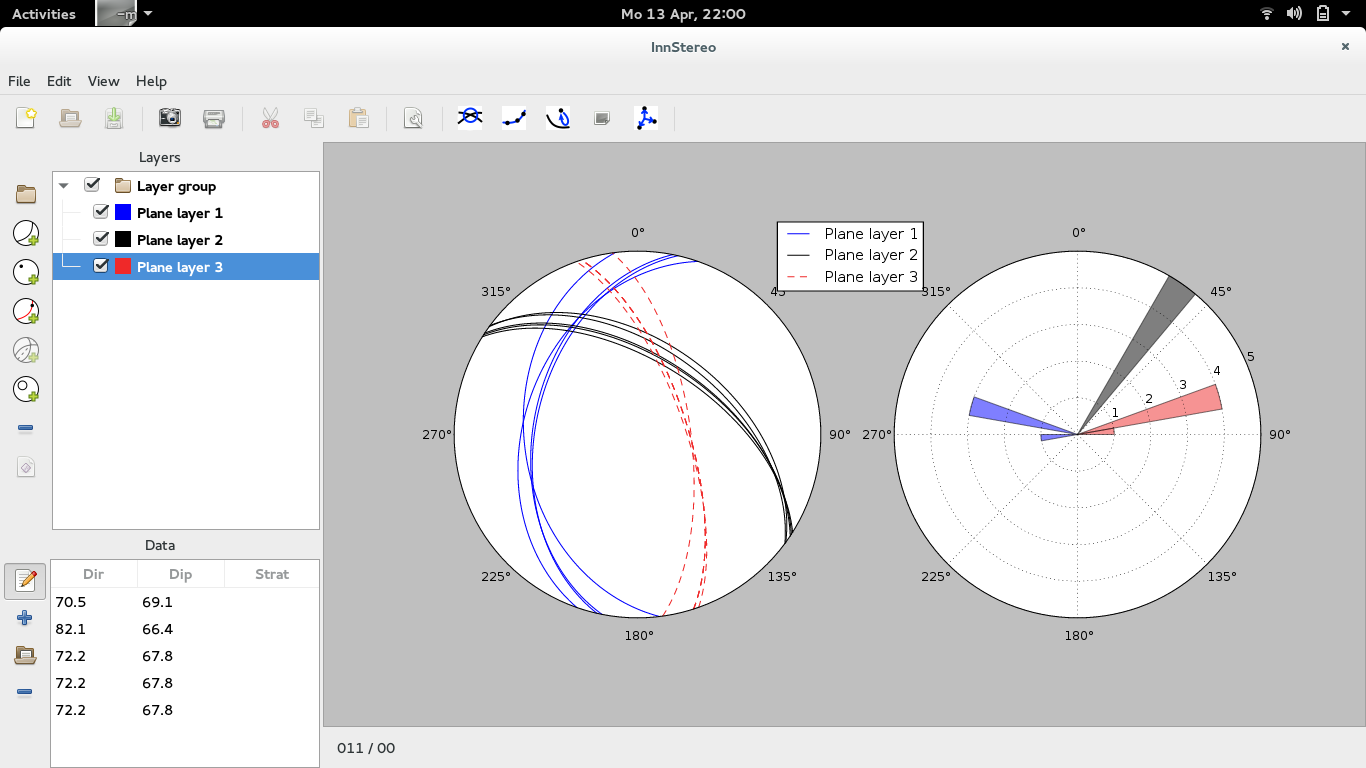 Activities
Mo 13 Apr, 22:00
InnStereo
File Edit View Help
Layers
Layer group
Plane layer 1
Plane layer 2
Plane layer 3
Data
Dir Dip Strat
70.5 69.1
82.1 66.4
72.2 67.8
72.2 67.8
72.2 67.8
0°
315°
45
270°
90°
225°
135°
180°
Plane layer 1
Plane layer 2
Plane layer 3
0°
315°
45°
5
4
3
2
1
270°
90°
225°
135°
180°
011 / 00